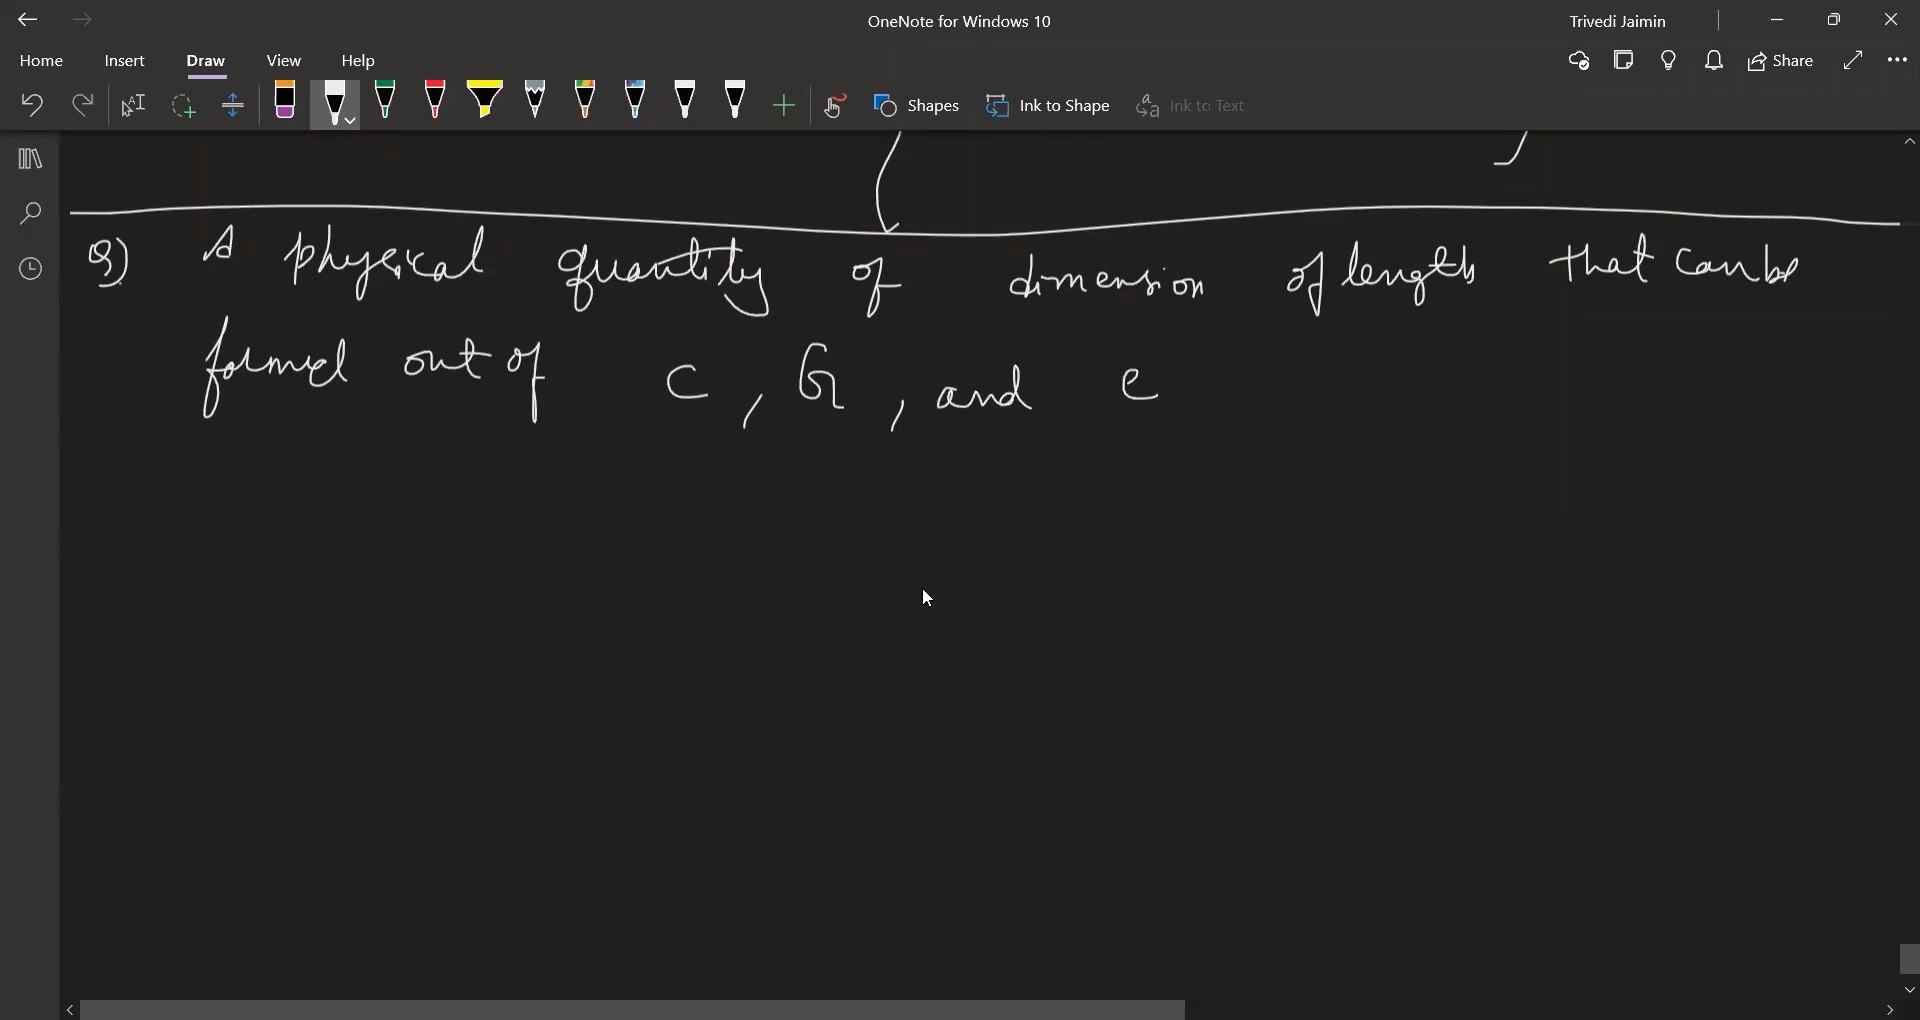 OneNote for Windows 10
Trivedi Jaimin
Home Insert Draw View Help
Share
Shapes Ink to Shape Ink to Text
Q) A physical quantity of dimension of length that can be
formed out of C, G, and e